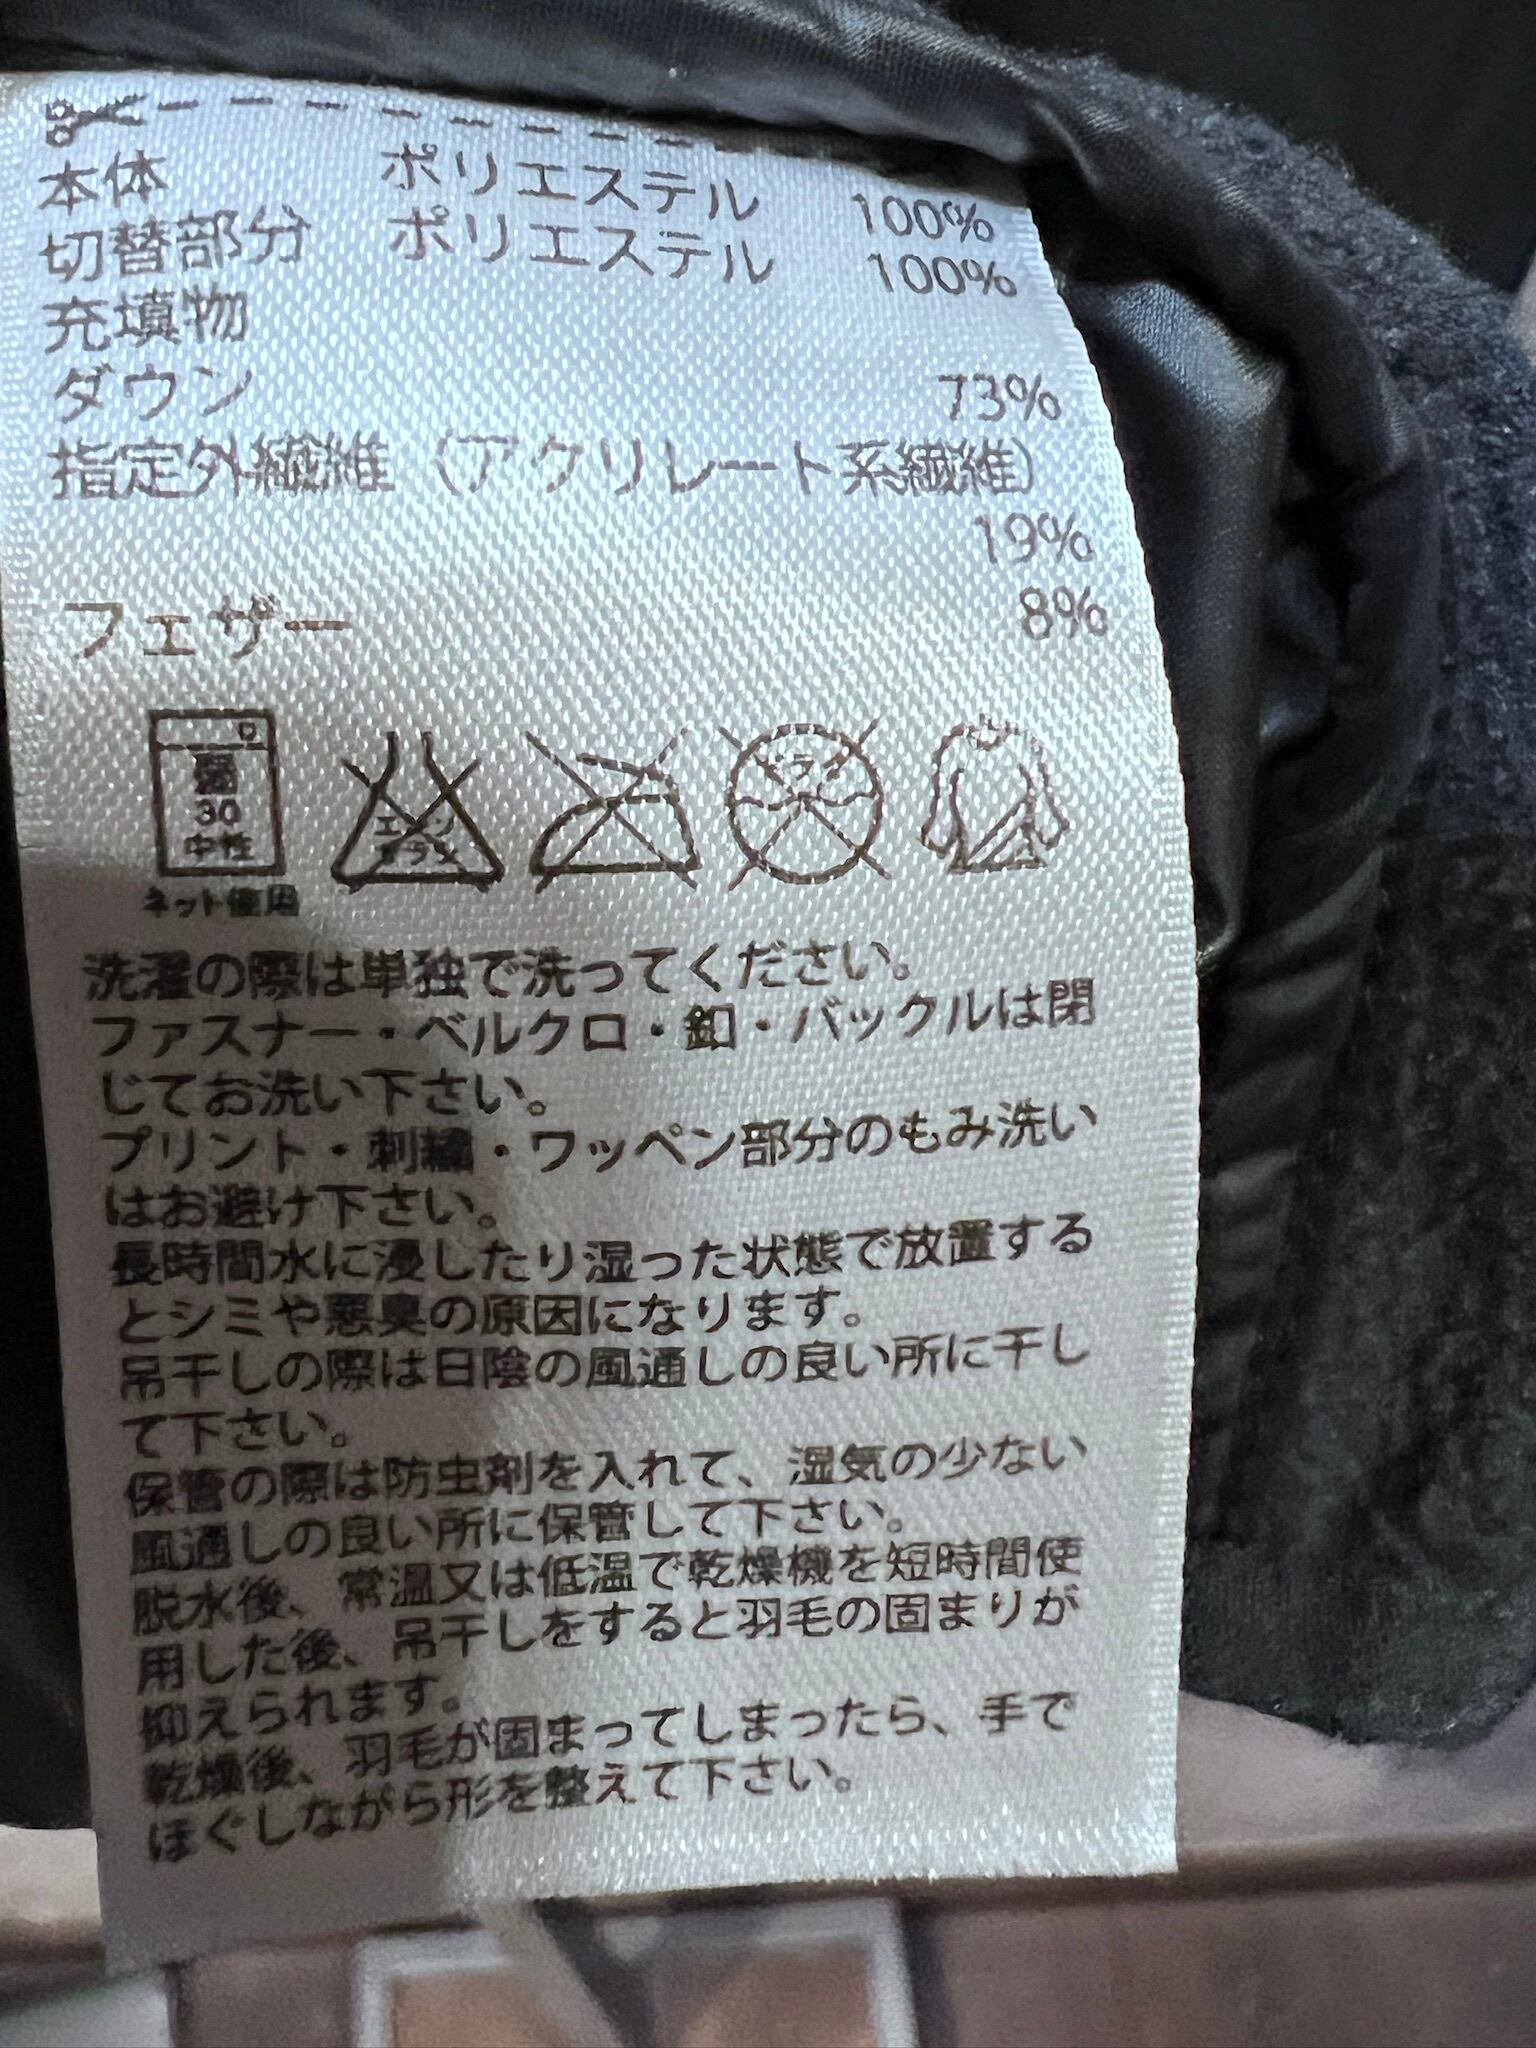 本体 ポリエステル 100%
切替部分 ポリエステル 100%
充填物
ダウン 73%
指定外繊維（アクリレート系繊維）
19%
フェザー 8%
弱
30
中性
ネット使用
エンソ
サラシ
ドライ
洗濯の際は単独で洗ってください。
ファスナー・ベルクロ・釦・バックルは閉
じてお洗い下さい。
プリント・刺繍・ワッペン部分のもみ洗い
はお避け下さい。
長時間水に浸したり湿った状態で放置する
とシミや悪臭の原因になります。
吊干しの際は日陰の風通しの良い所に干し
て下さい。
保管の際は防虫剤を入れて、湿気の少ない
風通しの良い所に保管して下さい。
脱水後、常温又は低温で乾燥機を短時間使
用した後、吊干しをすると羽毛の固まりが
抑えられます。
乾燥後、羽毛が固まってしまったら、手で
ほぐしながら形を整えて下さい。